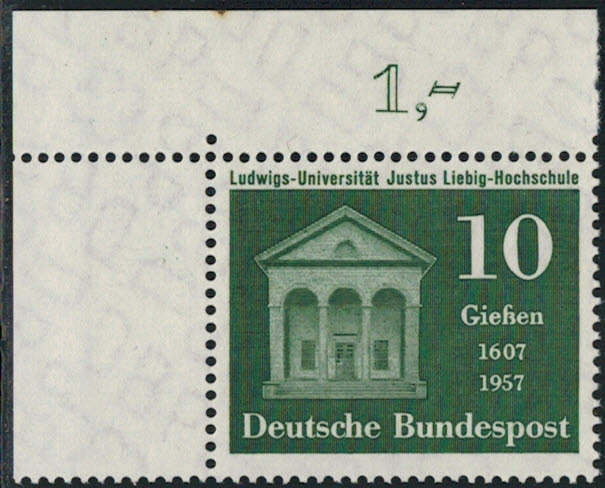 1,=
Ludwigs-Universität Justus Liebig-Hochschule
10
Gießen
1607
1957
Deutsche Bundespost